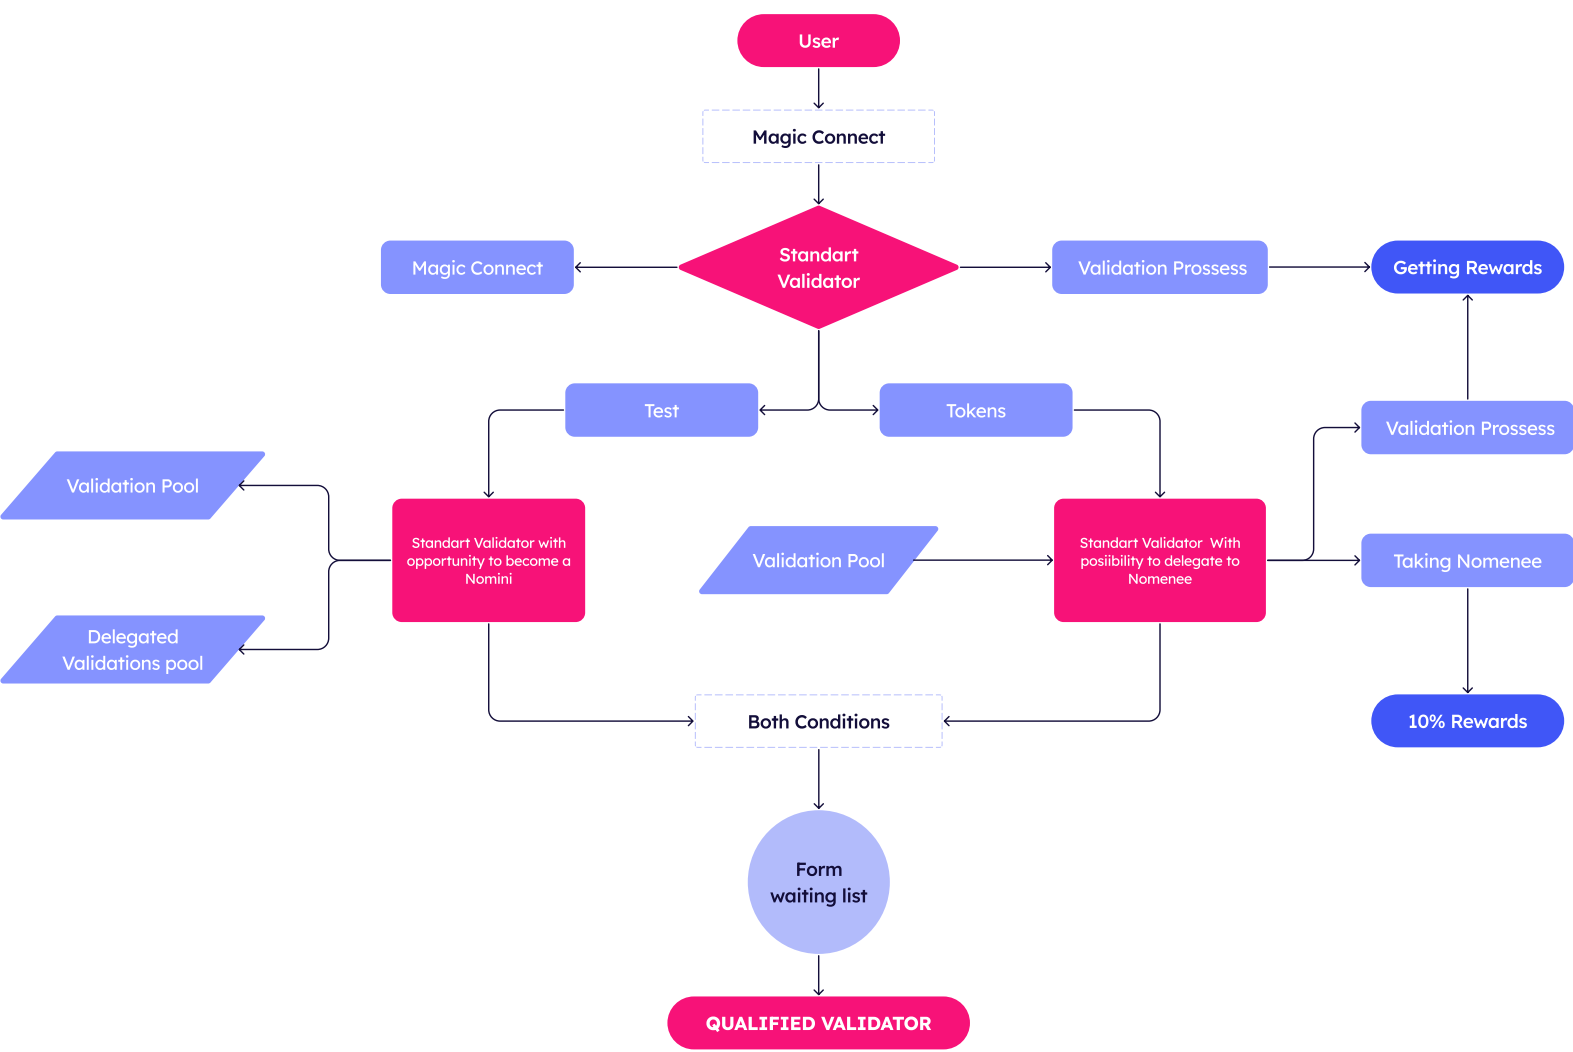 User
Magic Connect
Standart
Validator
Magic Connect
Validation Prossess
Getting Rewards
Test
Tokens
Validation Prossess
Validation Pool
Standart Validator with
opportunity to become a
Nomini
Validation Pool
Standart Validator With
posiibility to delegate to
Nomenee
Taking Nomenee
Delegated
Validations pool
Both Conditions
10% Rewards
Form
waiting list
QUALIFIED VALIDATOR